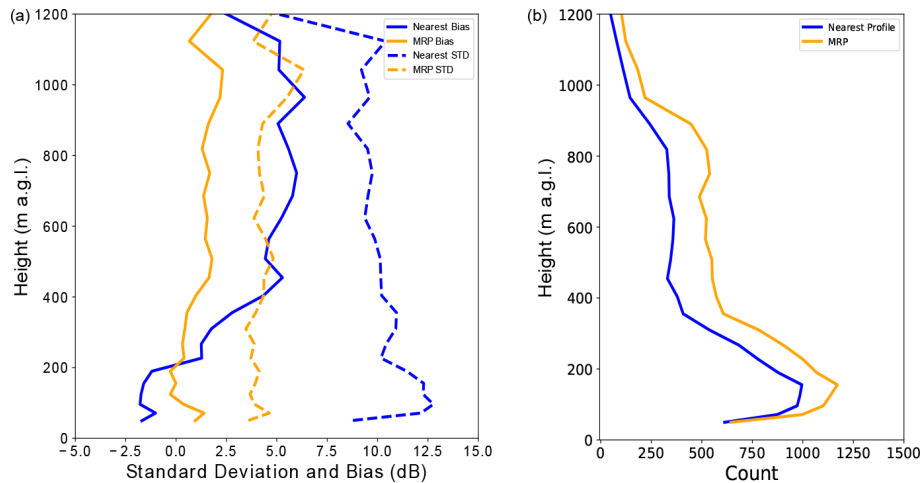 (a)
1200
1000
800
600
400
200
0
Height (m a.g.l.)
−5.0 −2.5 0.0 2.5 5.0 7.5 10.0 12.5 15.0
Standard Deviation and Bias (dB)
Nearest Bias
MRP Bias
Nearest STD
MRP STD
(b)
1200
1000
800
600
400
200
0
Height (m a.g.l.)
0 250 500 750 1000 1250 1500
Count
Nearest Profile
MRP